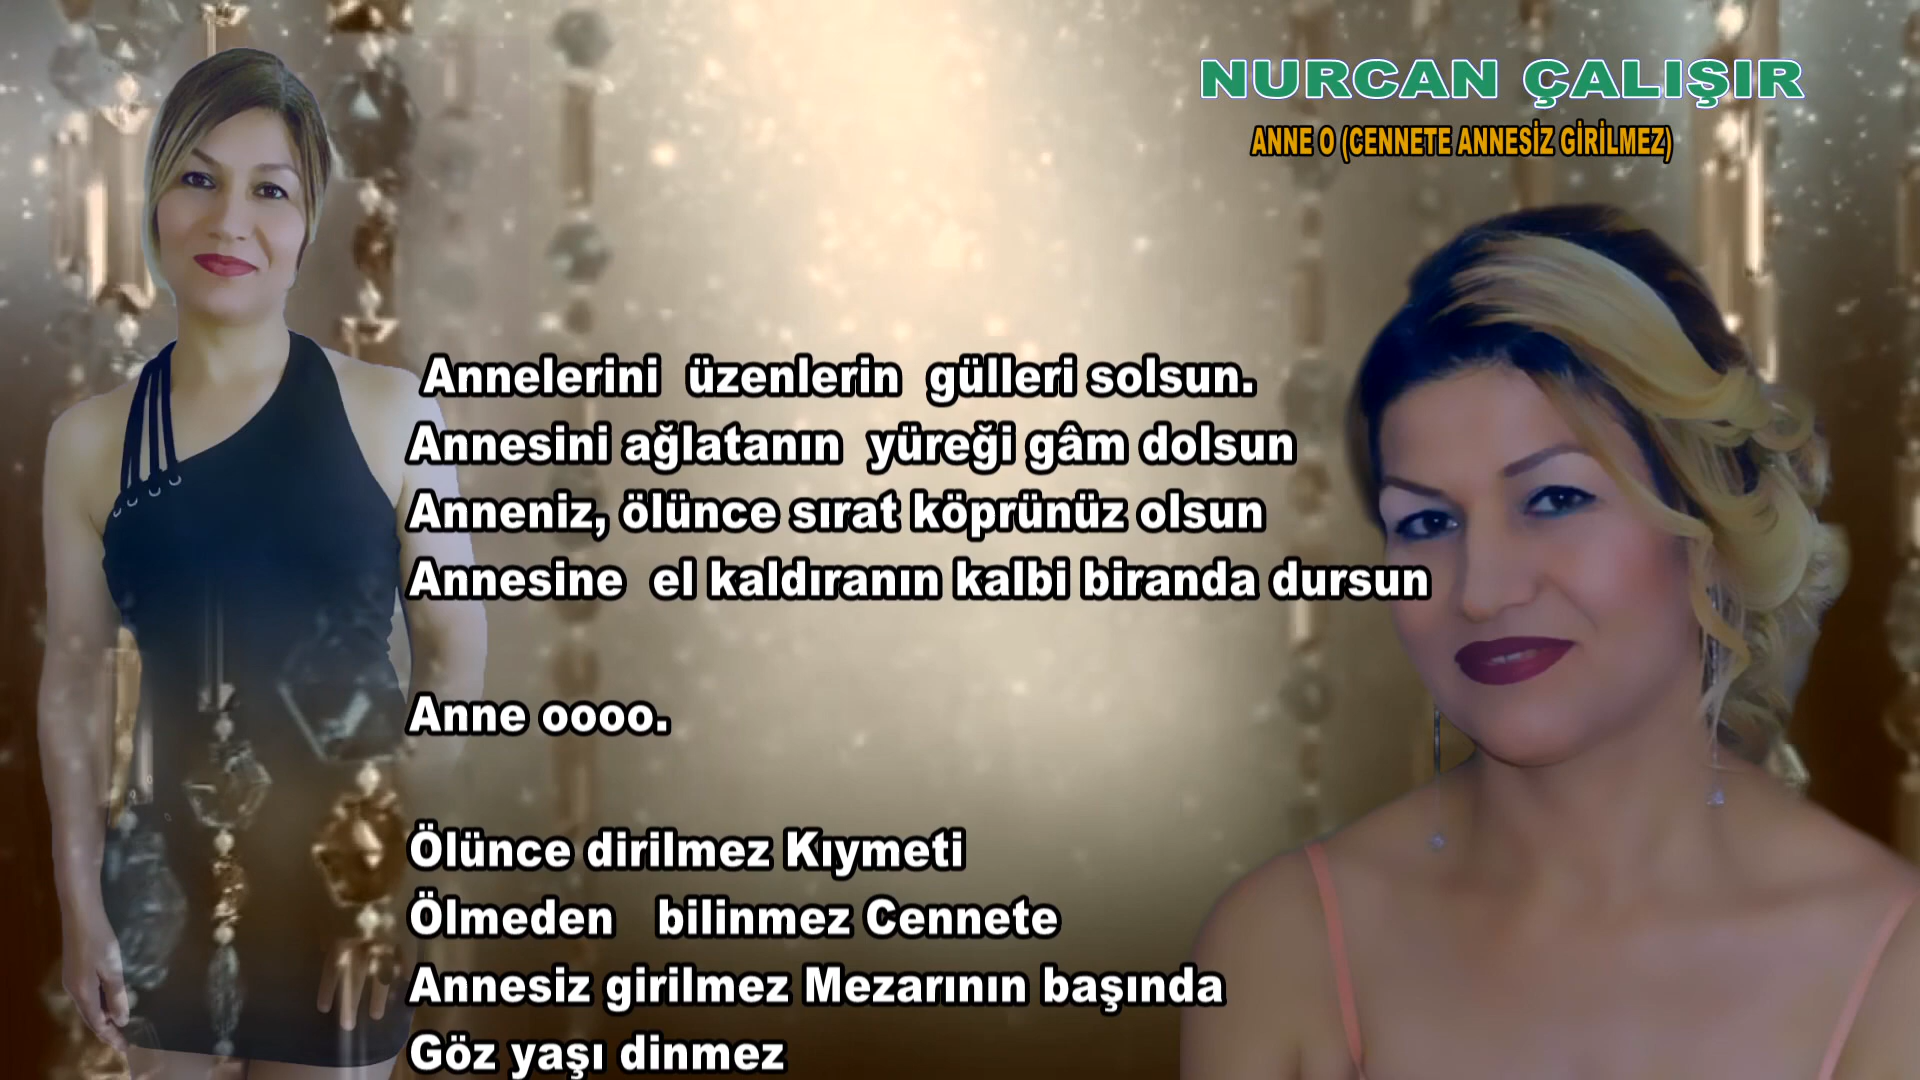 NURCAN ÇALIŞIR
ANNE O (CENNETE ANNESİZ GİRİLMEZ)
Annelerini üzenlerin gülleri solsun.
Annesini ağlatanın yüreği gâm dolsun
Anneniz, ölünce sırat köprünüz olsun
Annesine el kaldıranın kalbi biranda dursun
Anne oooo.
Ölünce dirilmez Kıymeti
Ölmeden bilinmez Cennete
Annesiz girilmez Mezarının başında
Göz yaşı dinmez